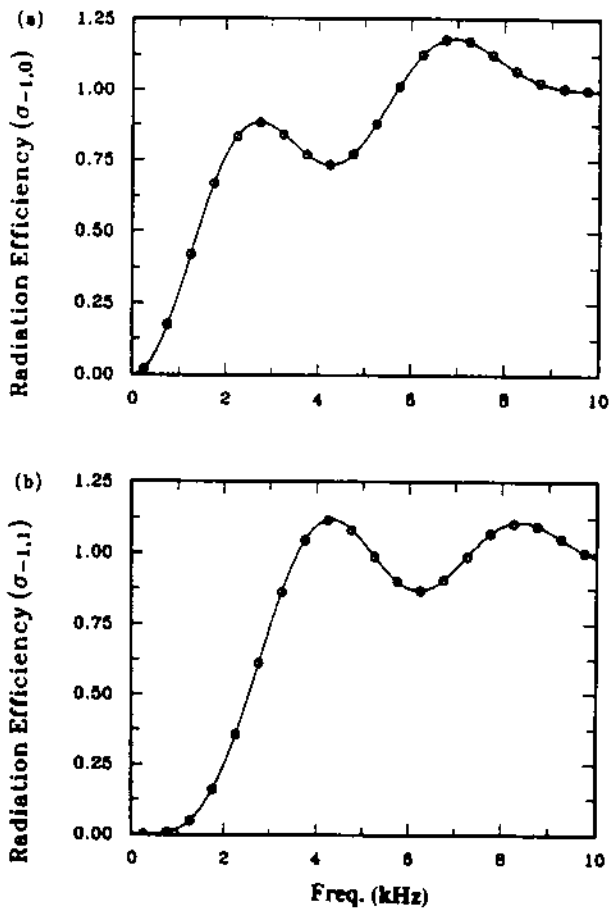 (a)
Radiation Efficiency (σ-1,0)
1.25
1.00
0.75
0.50
0.25
0.00
0 2 4 6 8 10
(b)
Radiation Efficiency (σ-1,1)
1.25
1.00
0.75
0.50
0.25
0.00
0 2 4 6 8 10
Freq. (kHz)